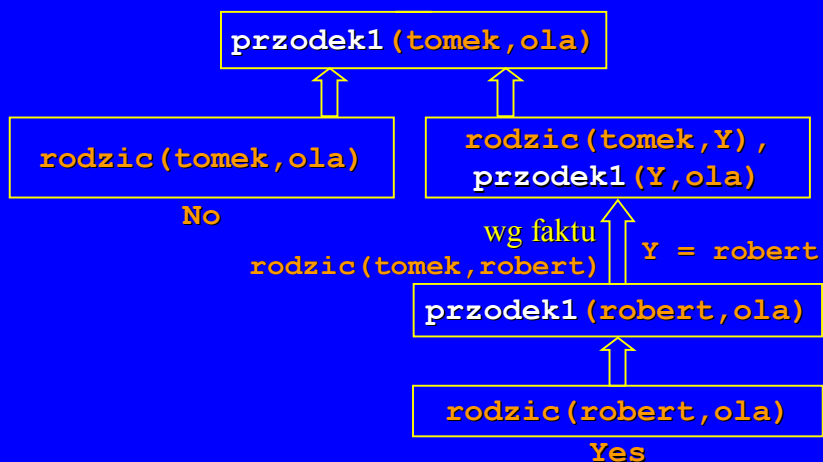 przodek1(tomek,ola)
rodzic(tomek,ola)
No
rodzic(tomek,Y),
przodek1(Y,ola)
wg faktu
rodzic(tomek,robert)
Y = robert
przodek1(robert,ola)
rodzic(robert,ola)
Yes